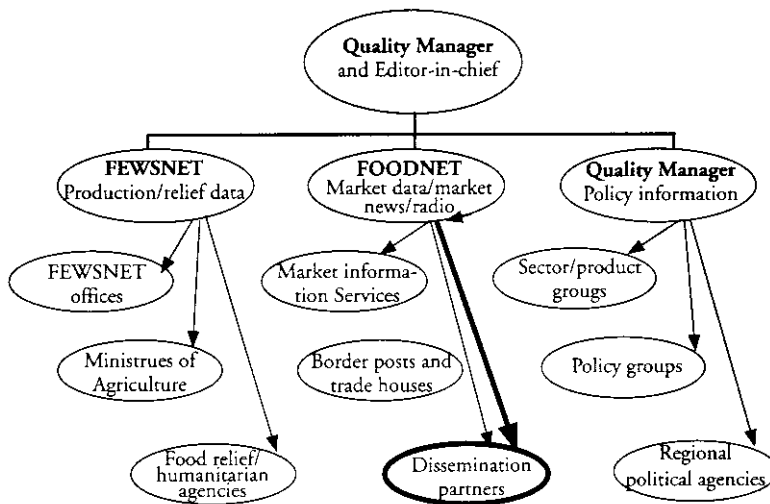 Quality Manager
and Editor-in-chief
FEWSNET
Production/relief data
FOODNET
Market data/market
news/radio
Quality Manager
Policy information
FEWSNET
offices
Market informa-
tion Services
Sector/product
grougs
Ministrues of
Agriculture
Border posts and
trade houses
Policy groups
Food relief/
humanitarian
agencies
Dissemination
partners
Regional
political agencies